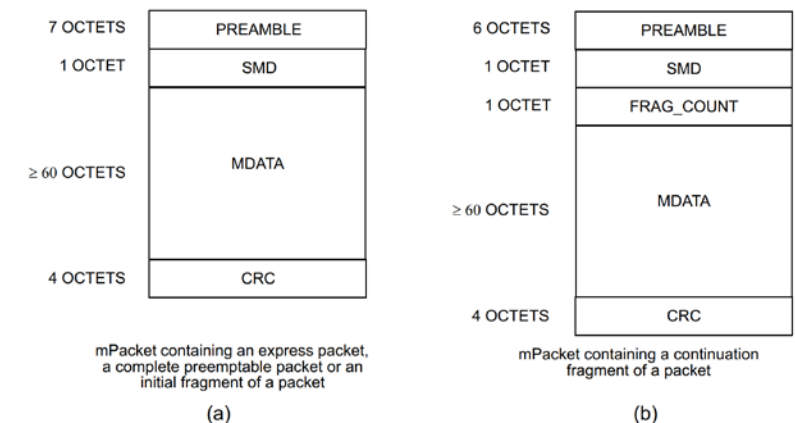 7 OCTETS PREAMBLE
1 OCTET SMD
≥ 60 OCTETS MDATA
4 OCTETS CRC
mPacket containing an express packet,
a complete preemptable packet or an
initial fragment of a packet
(a)
6 OCTETS PREAMBLE
1 OCTET SMD
1 OCTET FRAG_COUNT
≥ 60 OCTETS MDATA
4 OCTETS CRC
mPacket containing a continuation
fragment of a packet
(b)